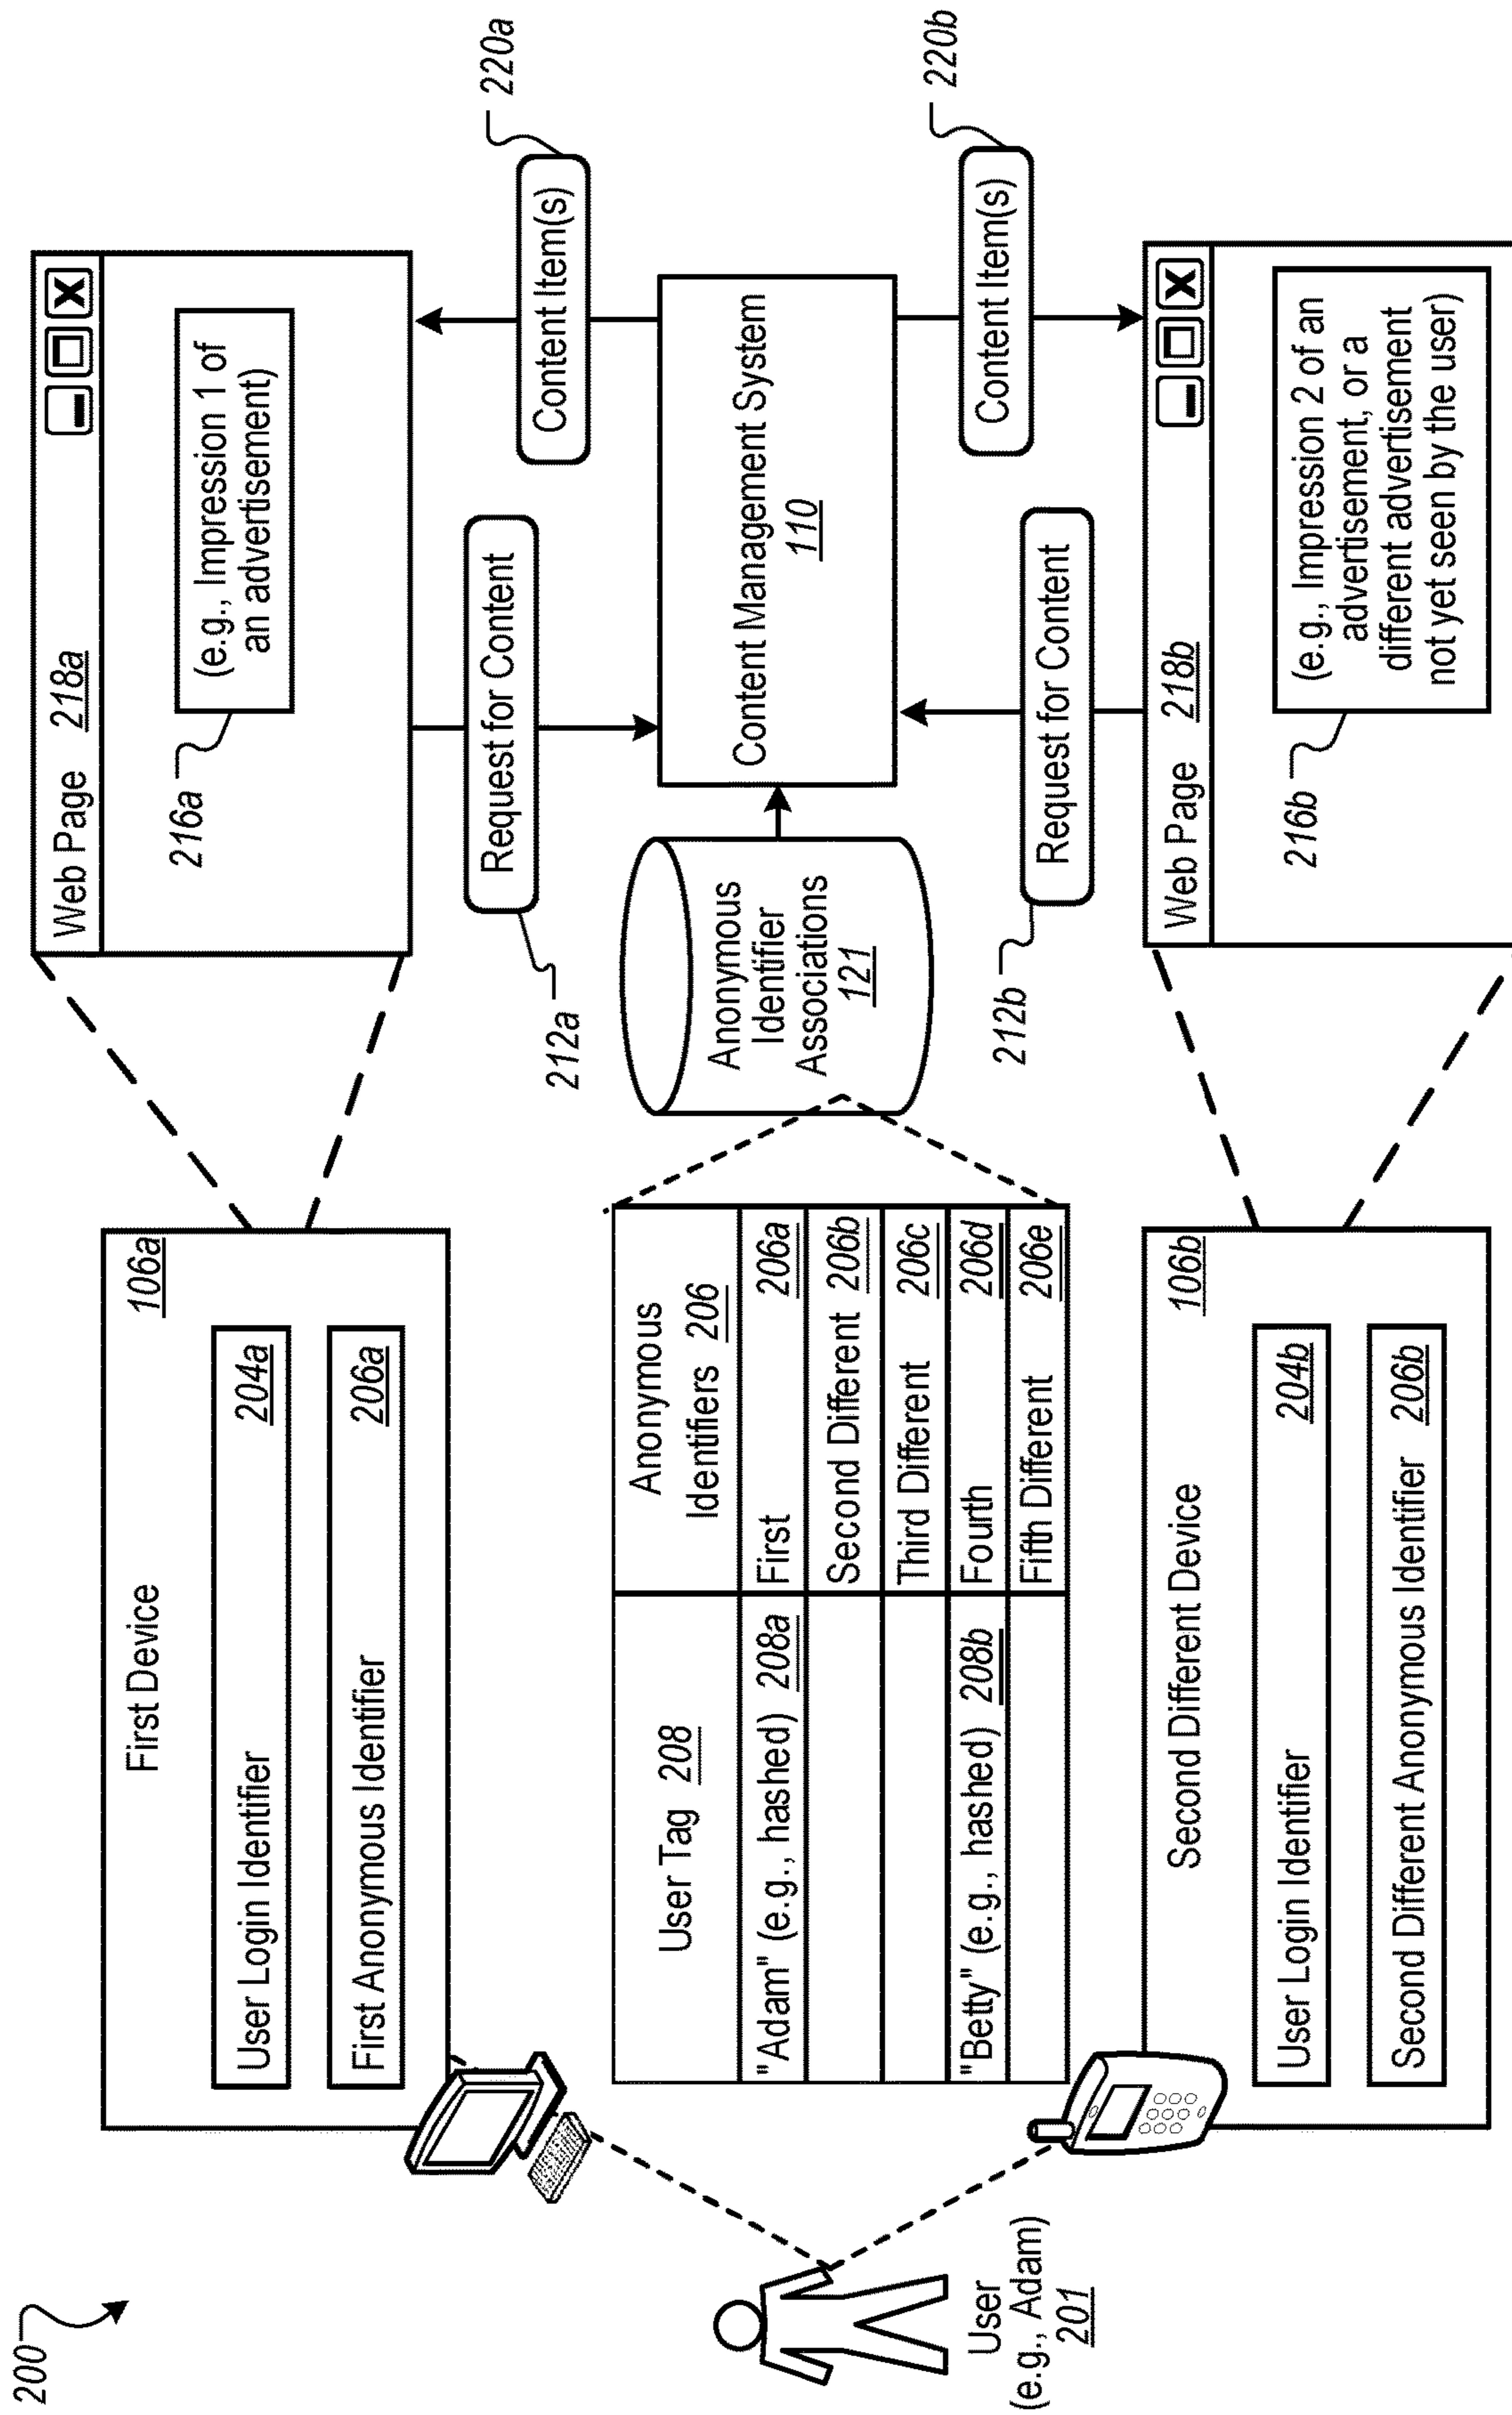 200
First Device
106a
User Login Identifier 204a
First Anonymous Identifier 206a
Web Page 218a
216a
(e.g., Impression 1 of
an advertisement)
212a
Request for Content
Content Item(s)
220a
User
(e.g., Adam)
201
User Tag 208
Anonymous
Identifiers 206
"Adam" (e.g., hashed) 208a
First 206a
Second Different 206b
Third Different 206c
"Betty" (e.g., hashed) 208b
Fourth 206d
Fifth Different 206e
Anonymous
Identifier
Associations
121
Content Management System
110
212b
Request for Content
Content Item(s)
220b
Second Different Device
106b
User Login Identifier 204b
Second Different Anonymous Identifier 206b
Web Page 218b
216b
(e.g., Impression 2 of an
advertisement, or a
different advertisement
not yet seen by the user)